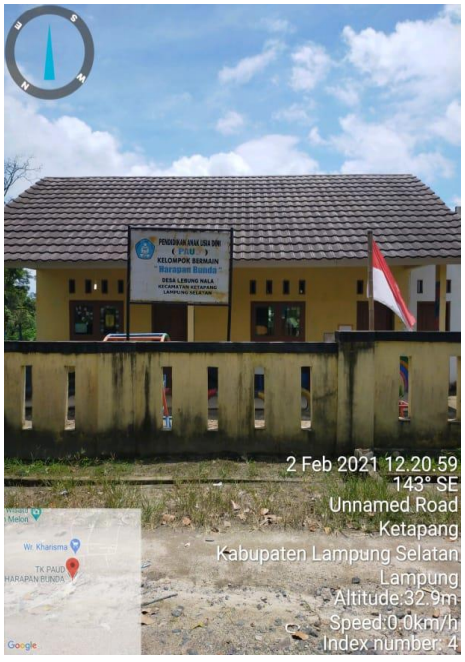 N
E
S
W
PENDIDIKAN ANAK USIA DINI
( PAUD )
KELOMPOK BERMAIN
" Harapan Bunda "
DESA LEBUNG NALA
KECAMATAN KETAPANG
LAMPUNG SELATAN
2 Feb 2021 12.20.59
143° SE
Unnamed Road
Ketapang
Kabupaten Lampung Selatan
Lampung
Altitude:32.9m
Speed:0.0km/h
Index number: 4
Wisata
Melon
Wr. Kharisma
TK PAUD
HARAPAN BUNDA
Google